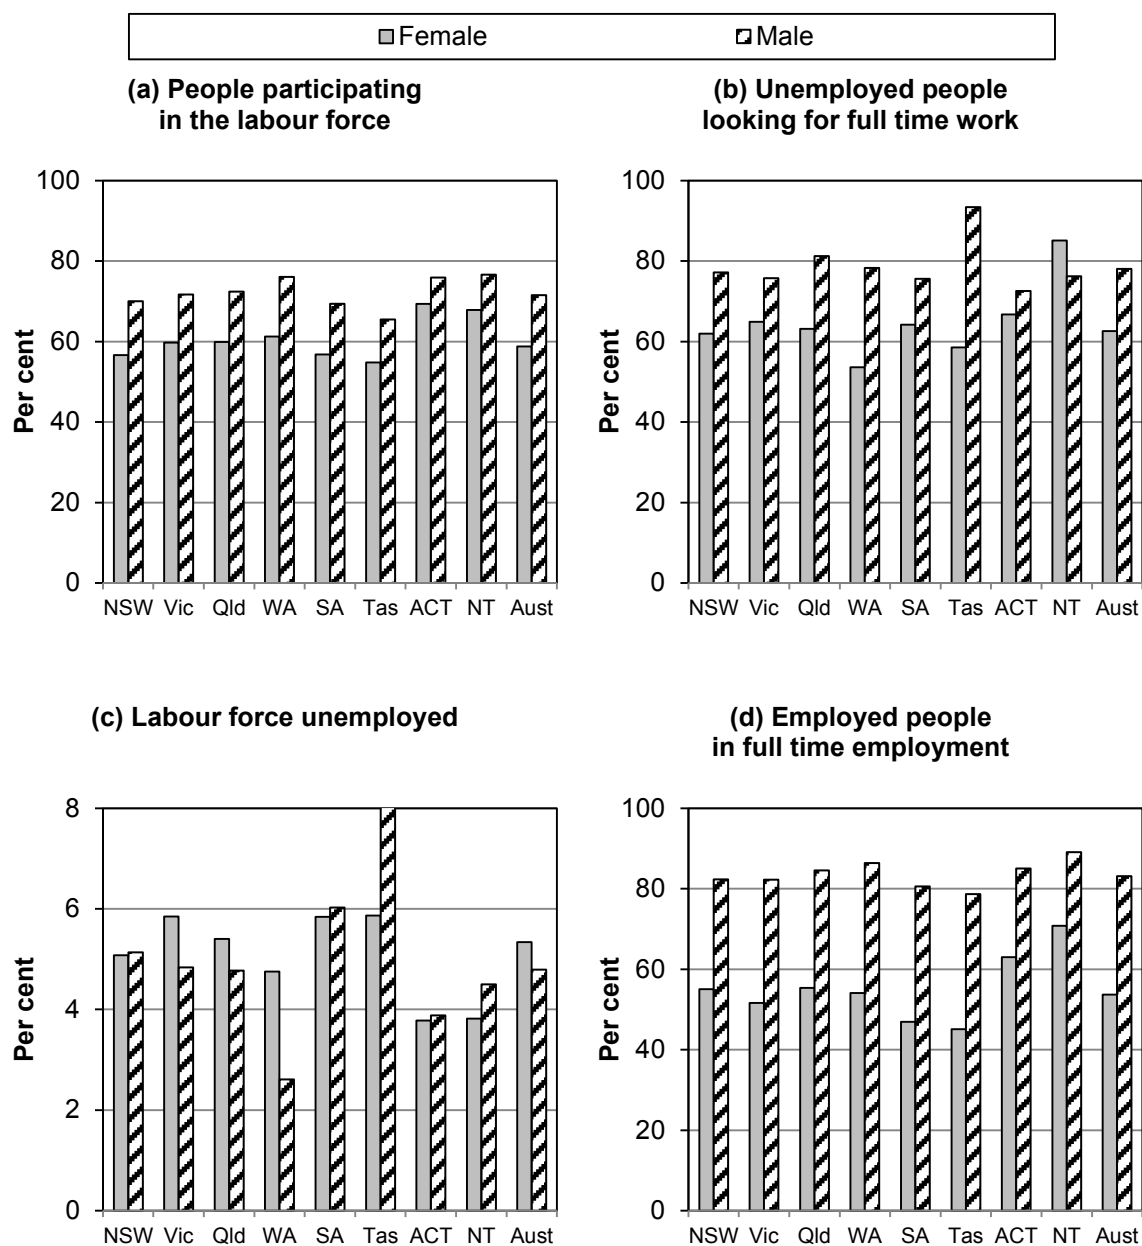 Female Male
(a) People participating
in the labour force
100
80
60
40
20
0
Per cent
NSW Vic Qld WA SA Tas ACT NT Aust
(b) Unemployed people
looking for full time work
100
80
60
40
20
0
Per cent
NSW Vic Qld WA SA Tas ACT NT Aust
(c) Labour force unemployed
8
6
4
2
0
Per cent
NSW Vic Qld WA SA Tas ACT NT Aust
(d) Employed people
in full time employment
100
80
60
40
20
0
Per cent
NSW Vic Qld WA SA Tas ACT NT Aust